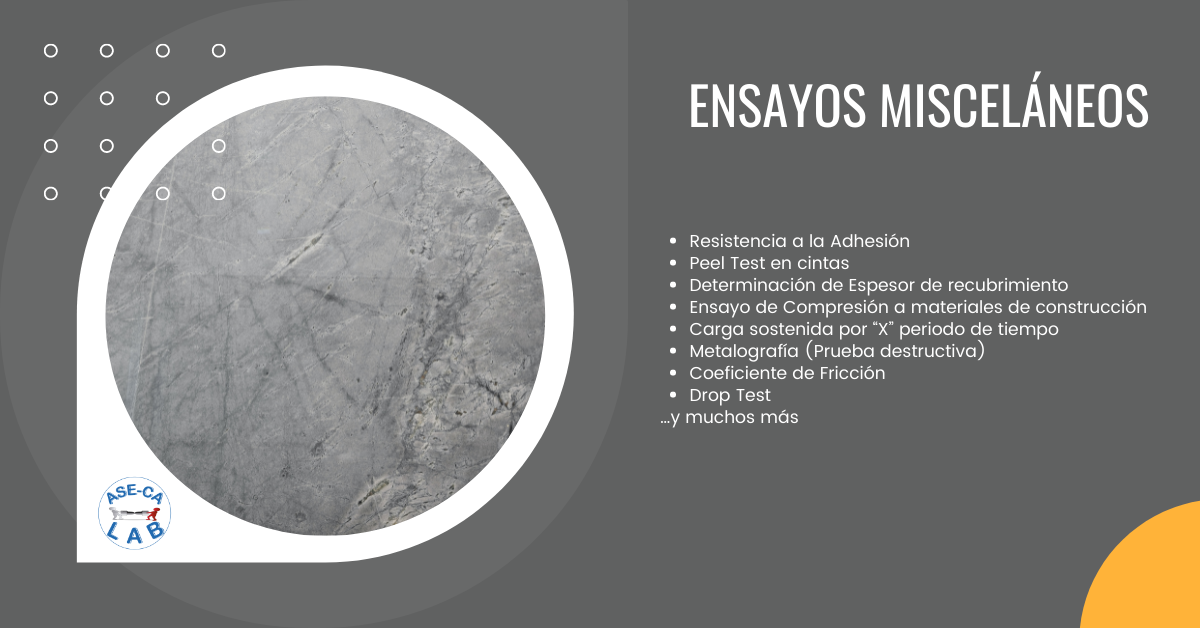 ENSAYOS MISCELÁNEOS
Resistencia a la Adhesión
Peel Test en cintas
Determinación de Espesor de recubrimiento
Ensayo de Compresión a materiales de construcción
Carga sostenida por “X” periodo de tiempo
Metalografía (Prueba destructiva)
Coeficiente de Fricción
Drop Test
...y muchos más
ASE-CA
LAB